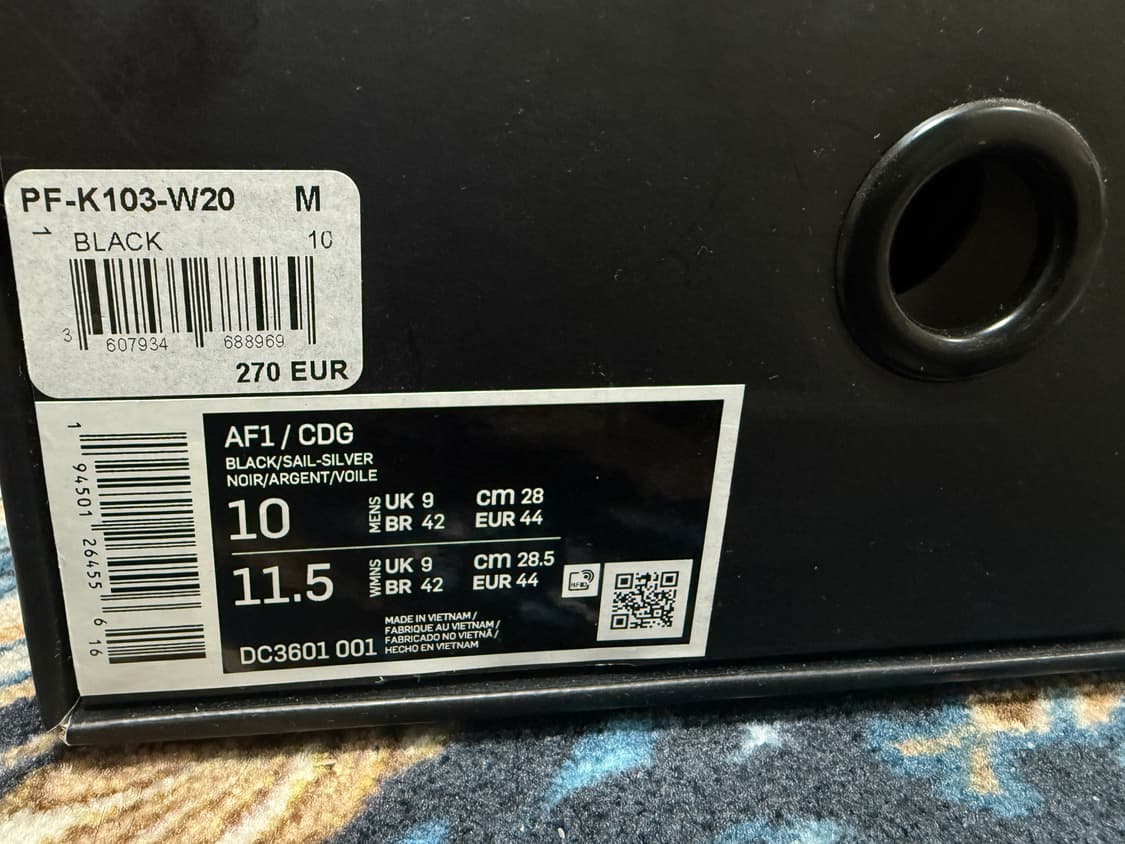 PF-K103-W20 M
1 BLACK 10
3 607934 688969
270 EUR
1 94501 26455 6 16
AF1 / CDG
BLACK/SAIL-SILVER
NOIR/ARGENT/VOILE
10 MENS UK 9 cm 28
BR 42 EUR 44
11.5 WMNS UK 9 cm 28.5
BR 42 EUR 44
RFID
DC3601 001
MADE IN VIETNAM /
FABRIQUE AU VIETNAM /
FABRICADO NO VIETNÃ /
HECHO EN VIETNAM